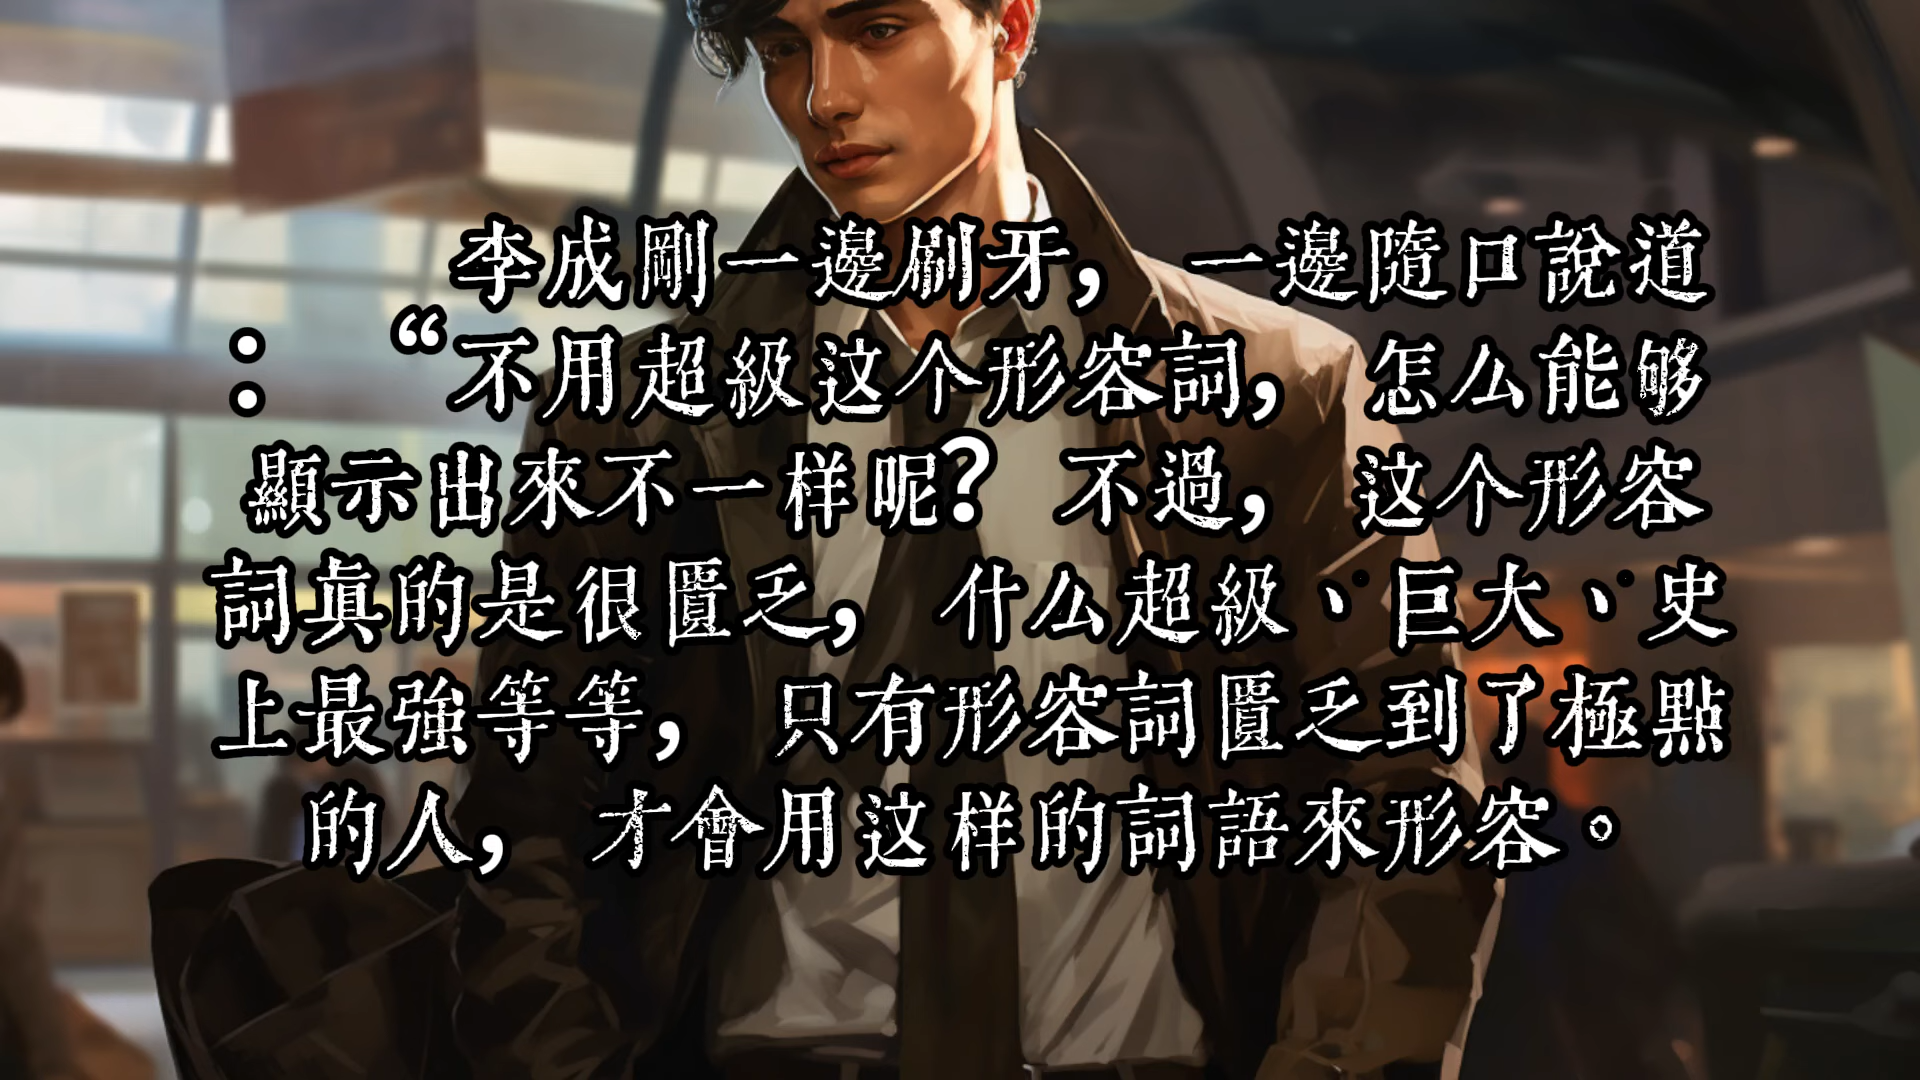 李成剛一邊刷牙，一邊隨口說道
：“不用超級这个形容詞，怎么能够
顯示出來不一样呢？不過，这个形容
詞真的是很匱乏，什么超級、巨大、史
上最強等等，只有形容詞匱乏到了極點
的人，才會用这样的詞語來形容。